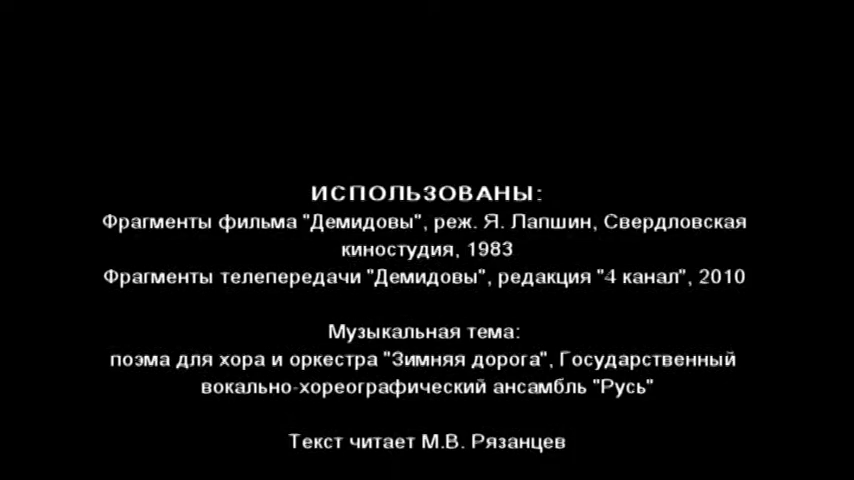 ИСПОЛЬЗОВАНЫ:
Фрагменты фильма "Демидовы", реж. Я. Лапшин, Свердловская
киностудия, 1983
Фрагменты телепередачи "Демидовы", редакция "4 канал", 2010
Музыкальная тема:
поэма для хора и оркестра "Зимняя дорога", Государственный
вокально-хореографический ансамбль "Русь"
Текст читает М.В. Рязанцев